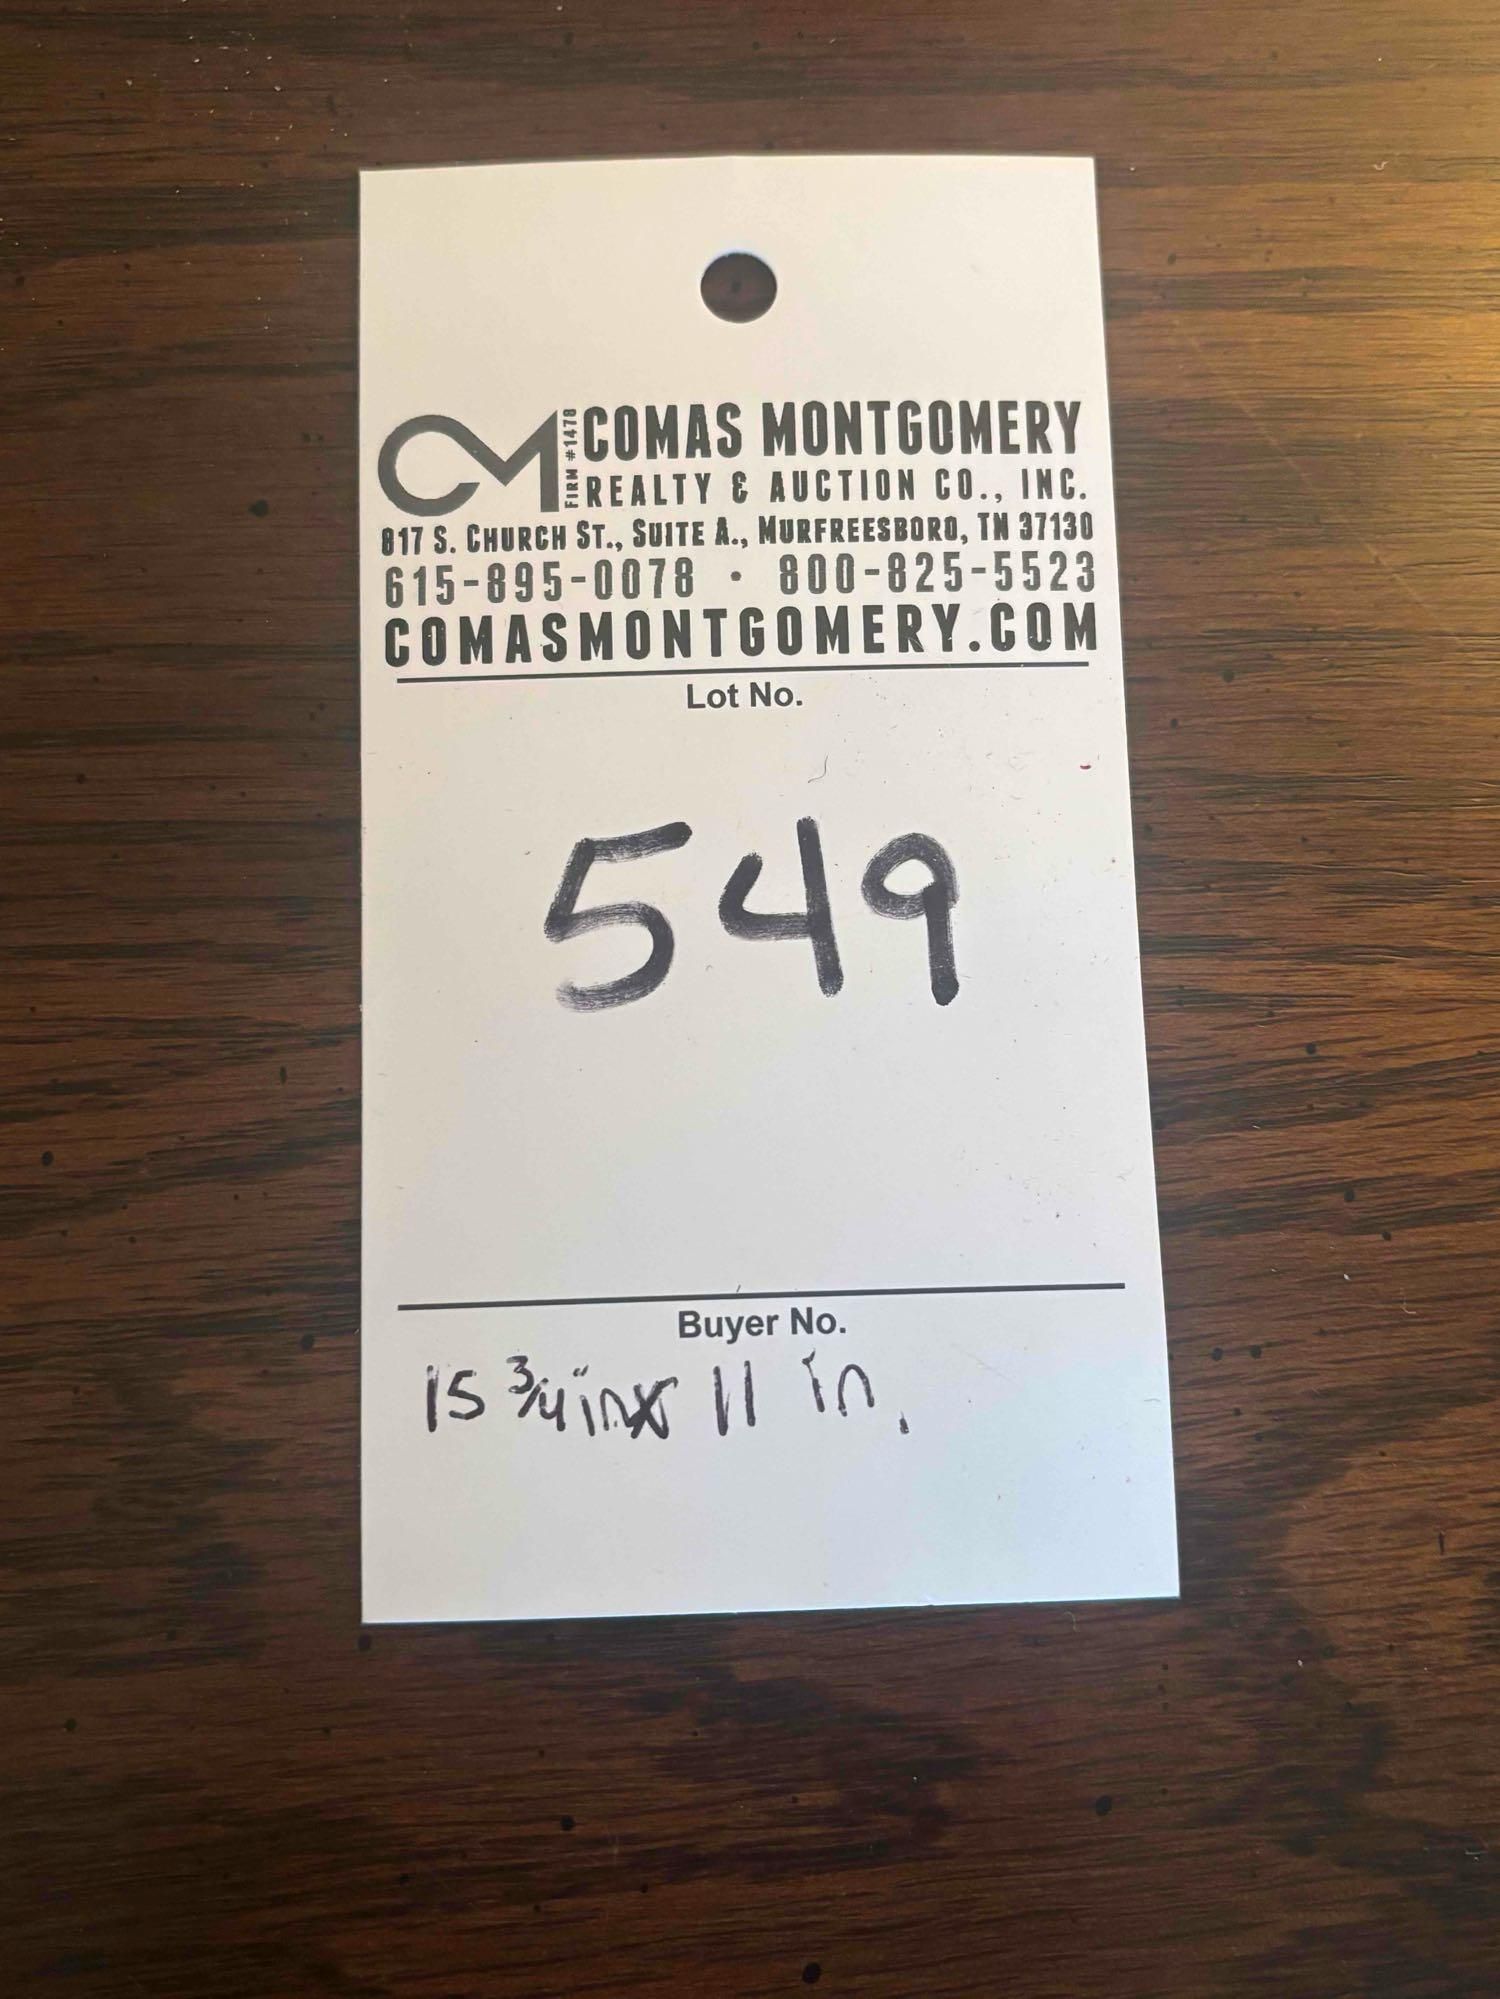 CM FIRM #1478 COMAS MONTGOMERY
REALTY & AUCTION CO., INC.
817 S. CHURCH ST., SUITE A., MURFREESBORO, TN 37130
615-895-0078 · 800-825-5523
COMASMONTGOMERY.COM
Lot No.
549
Buyer No.
15 3/4" in x 11 in.